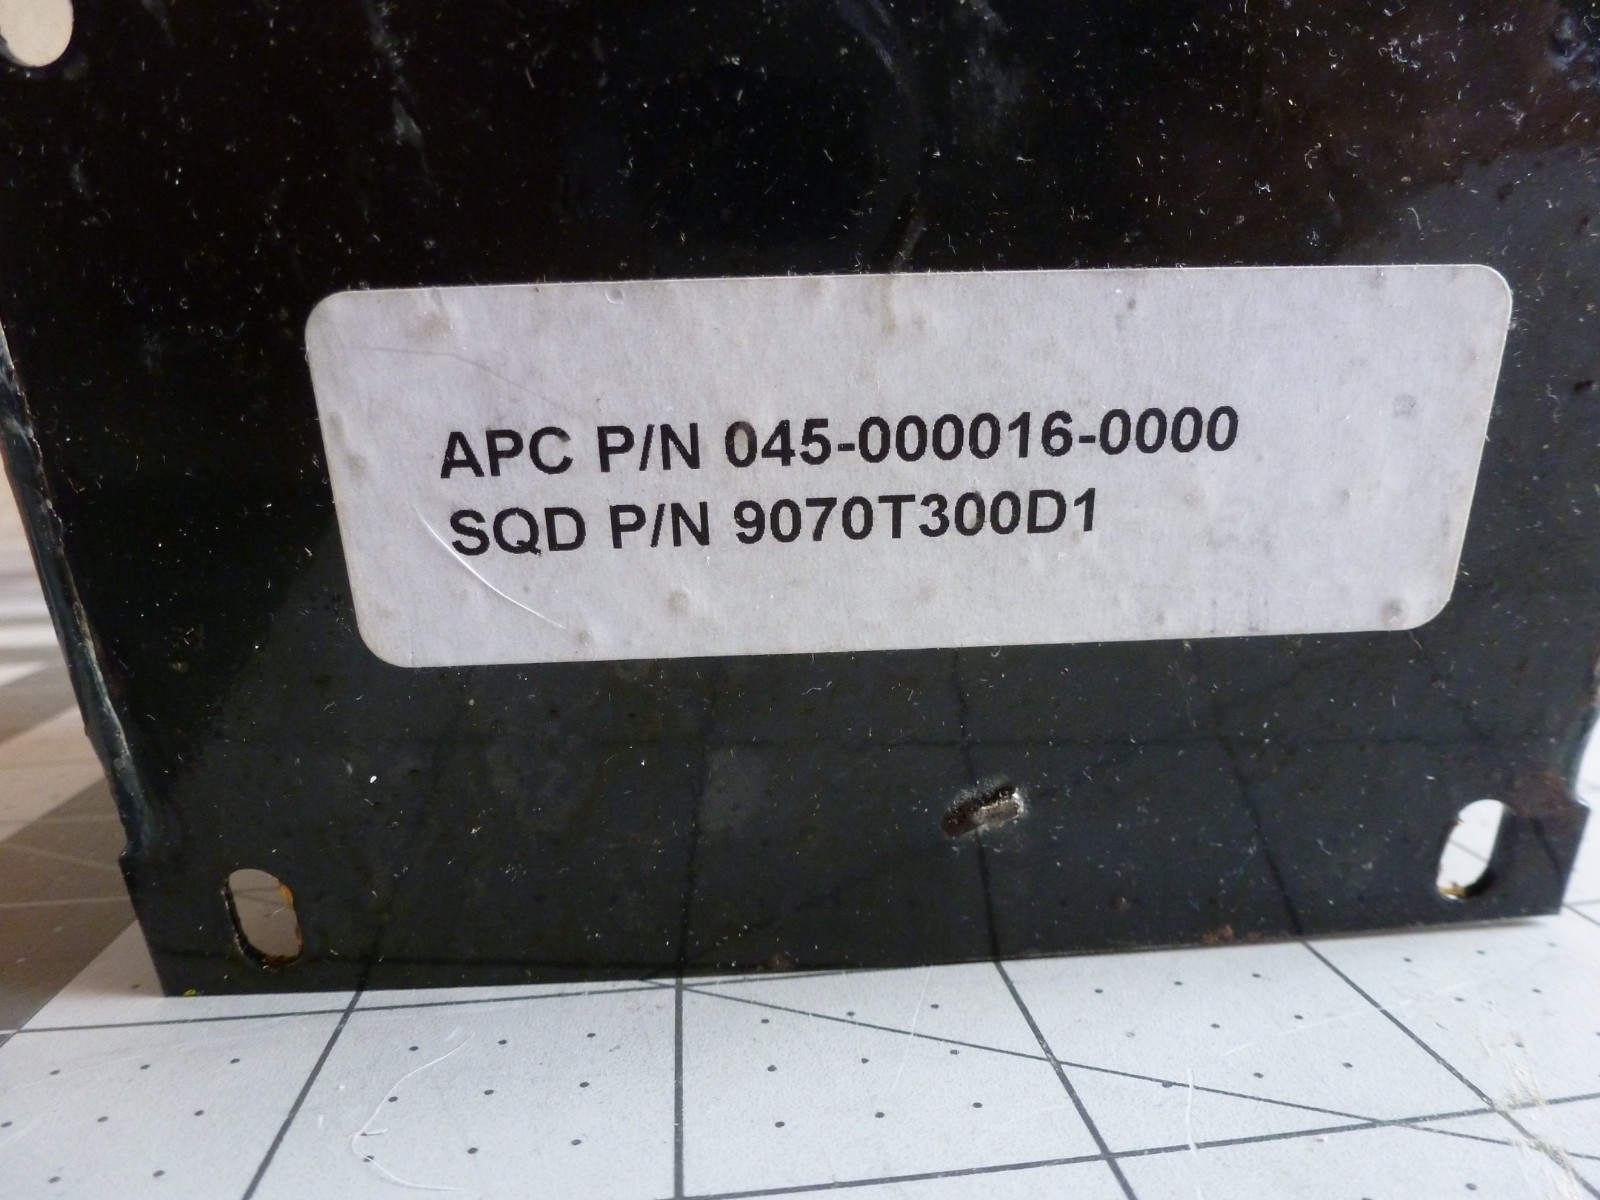 APC P/N 045-000016-0000
SQD P/N 9070T300D1